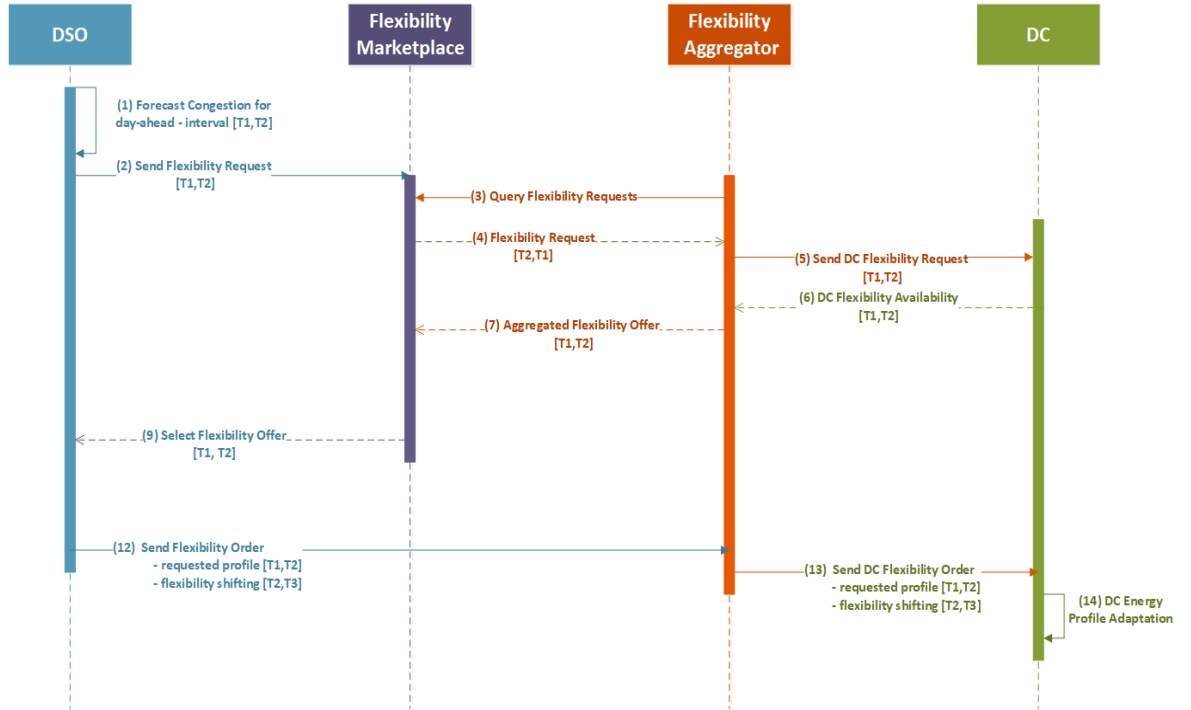 DSO
Flexibility
Marketplace
Flexibility
Aggregator
DC
(1) Forecast Congestion for
day-ahead - interval [T1,T2]
(2) Send Flexibility Request
[T1,T2]
(3) Query Flexibility Requests
(4) Flexibility Request
[T2,T1]
(5) Send DC Flexibility Request
[T1,T2]
(6) DC Flexibility Availability
[T1,T2]
(7) Aggregated Flexibility Offer
[T1,T2]
(9) Select Flexibility Offer
[T1, T2]
(12) Send Flexibility Order
- requested profile [T1,T2]
- flexibility shifting [T2,T3]
(13) Send DC Flexibility Order
- requested profile [T1,T2]
- flexibility shifting [T2,T3]
(14) DC Energy
Profile Adaptation